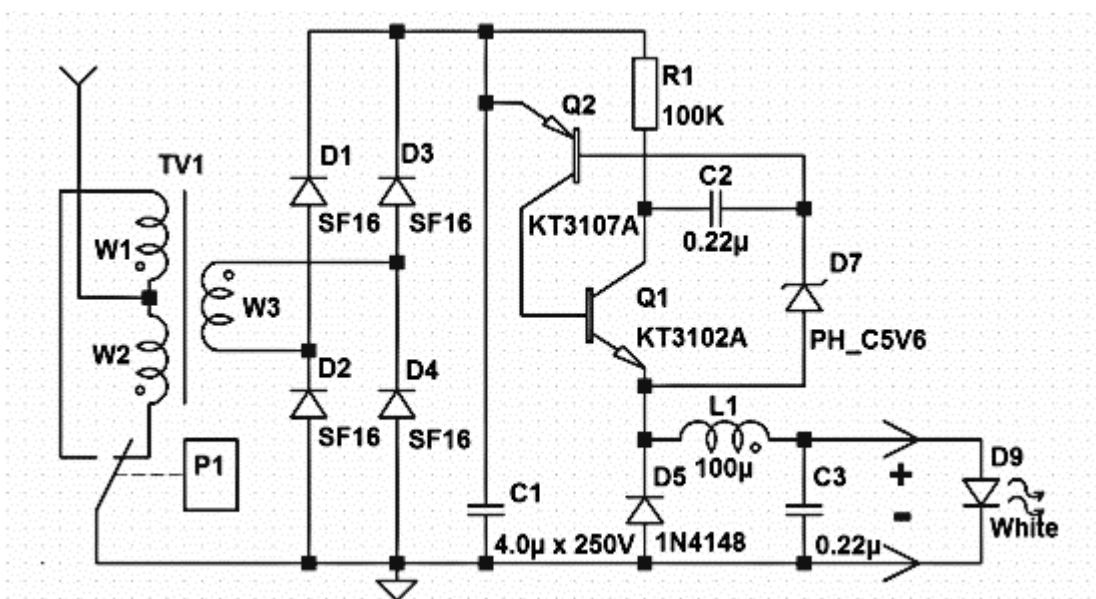 TV1
W1
W2
W3
P1
D1
SF16
D3
SF16
D2
SF16
D4
SF16
C1
4.0µ x 250V
Q2
KT3107A
R1
100K
C2
0.22µ
Q1
KT3102A
D7
PH_C5V6
L1
100µ
D5
1N4148
C3
0.22µ
+
-
D9
White